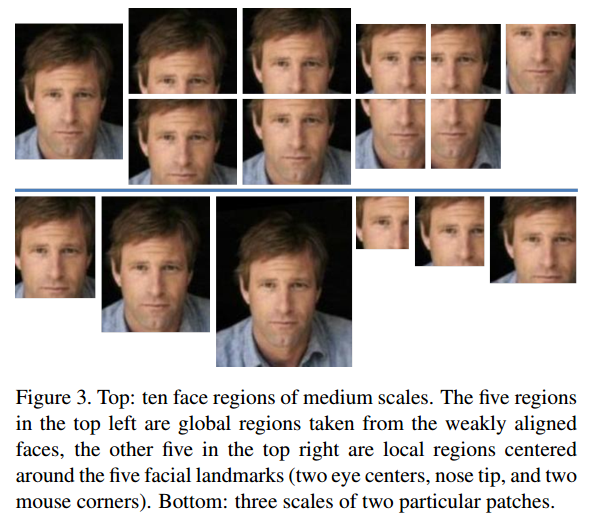 Figure 3. Top: ten face regions of medium scales. The five regions
in the top left are global regions taken from the weakly aligned
faces, the other five in the top right are local regions centered
around the five facial landmarks (two eye centers, nose tip, and two
mouse corners). Bottom: three scales of two particular patches.